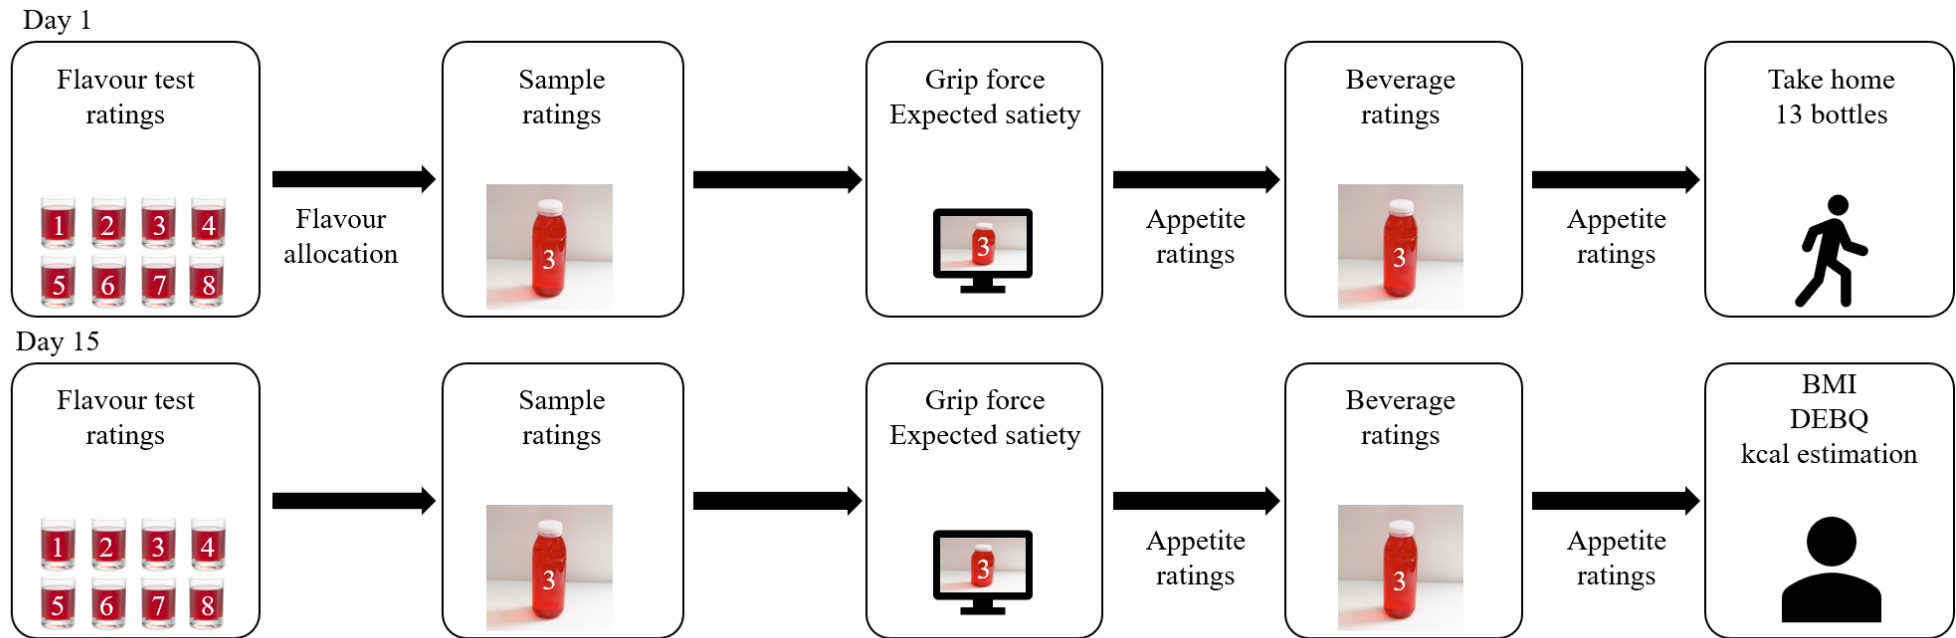 Day 1
Flavour test
ratings
1 2 3 4
5 6 7 8
Flavour
allocation
Sample
ratings
3
Grip force
Expected satiety
3
Appetite
ratings
Beverage
ratings
3
Appetite
ratings
Take home
13 bottles
Day 15
Flavour test
ratings
1 2 3 4
5 6 7 8
Sample
ratings
3
Grip force
Expected satiety
3
Appetite
ratings
Beverage
ratings
3
Appetite
ratings
BMI
DEBQ
kcal estimation